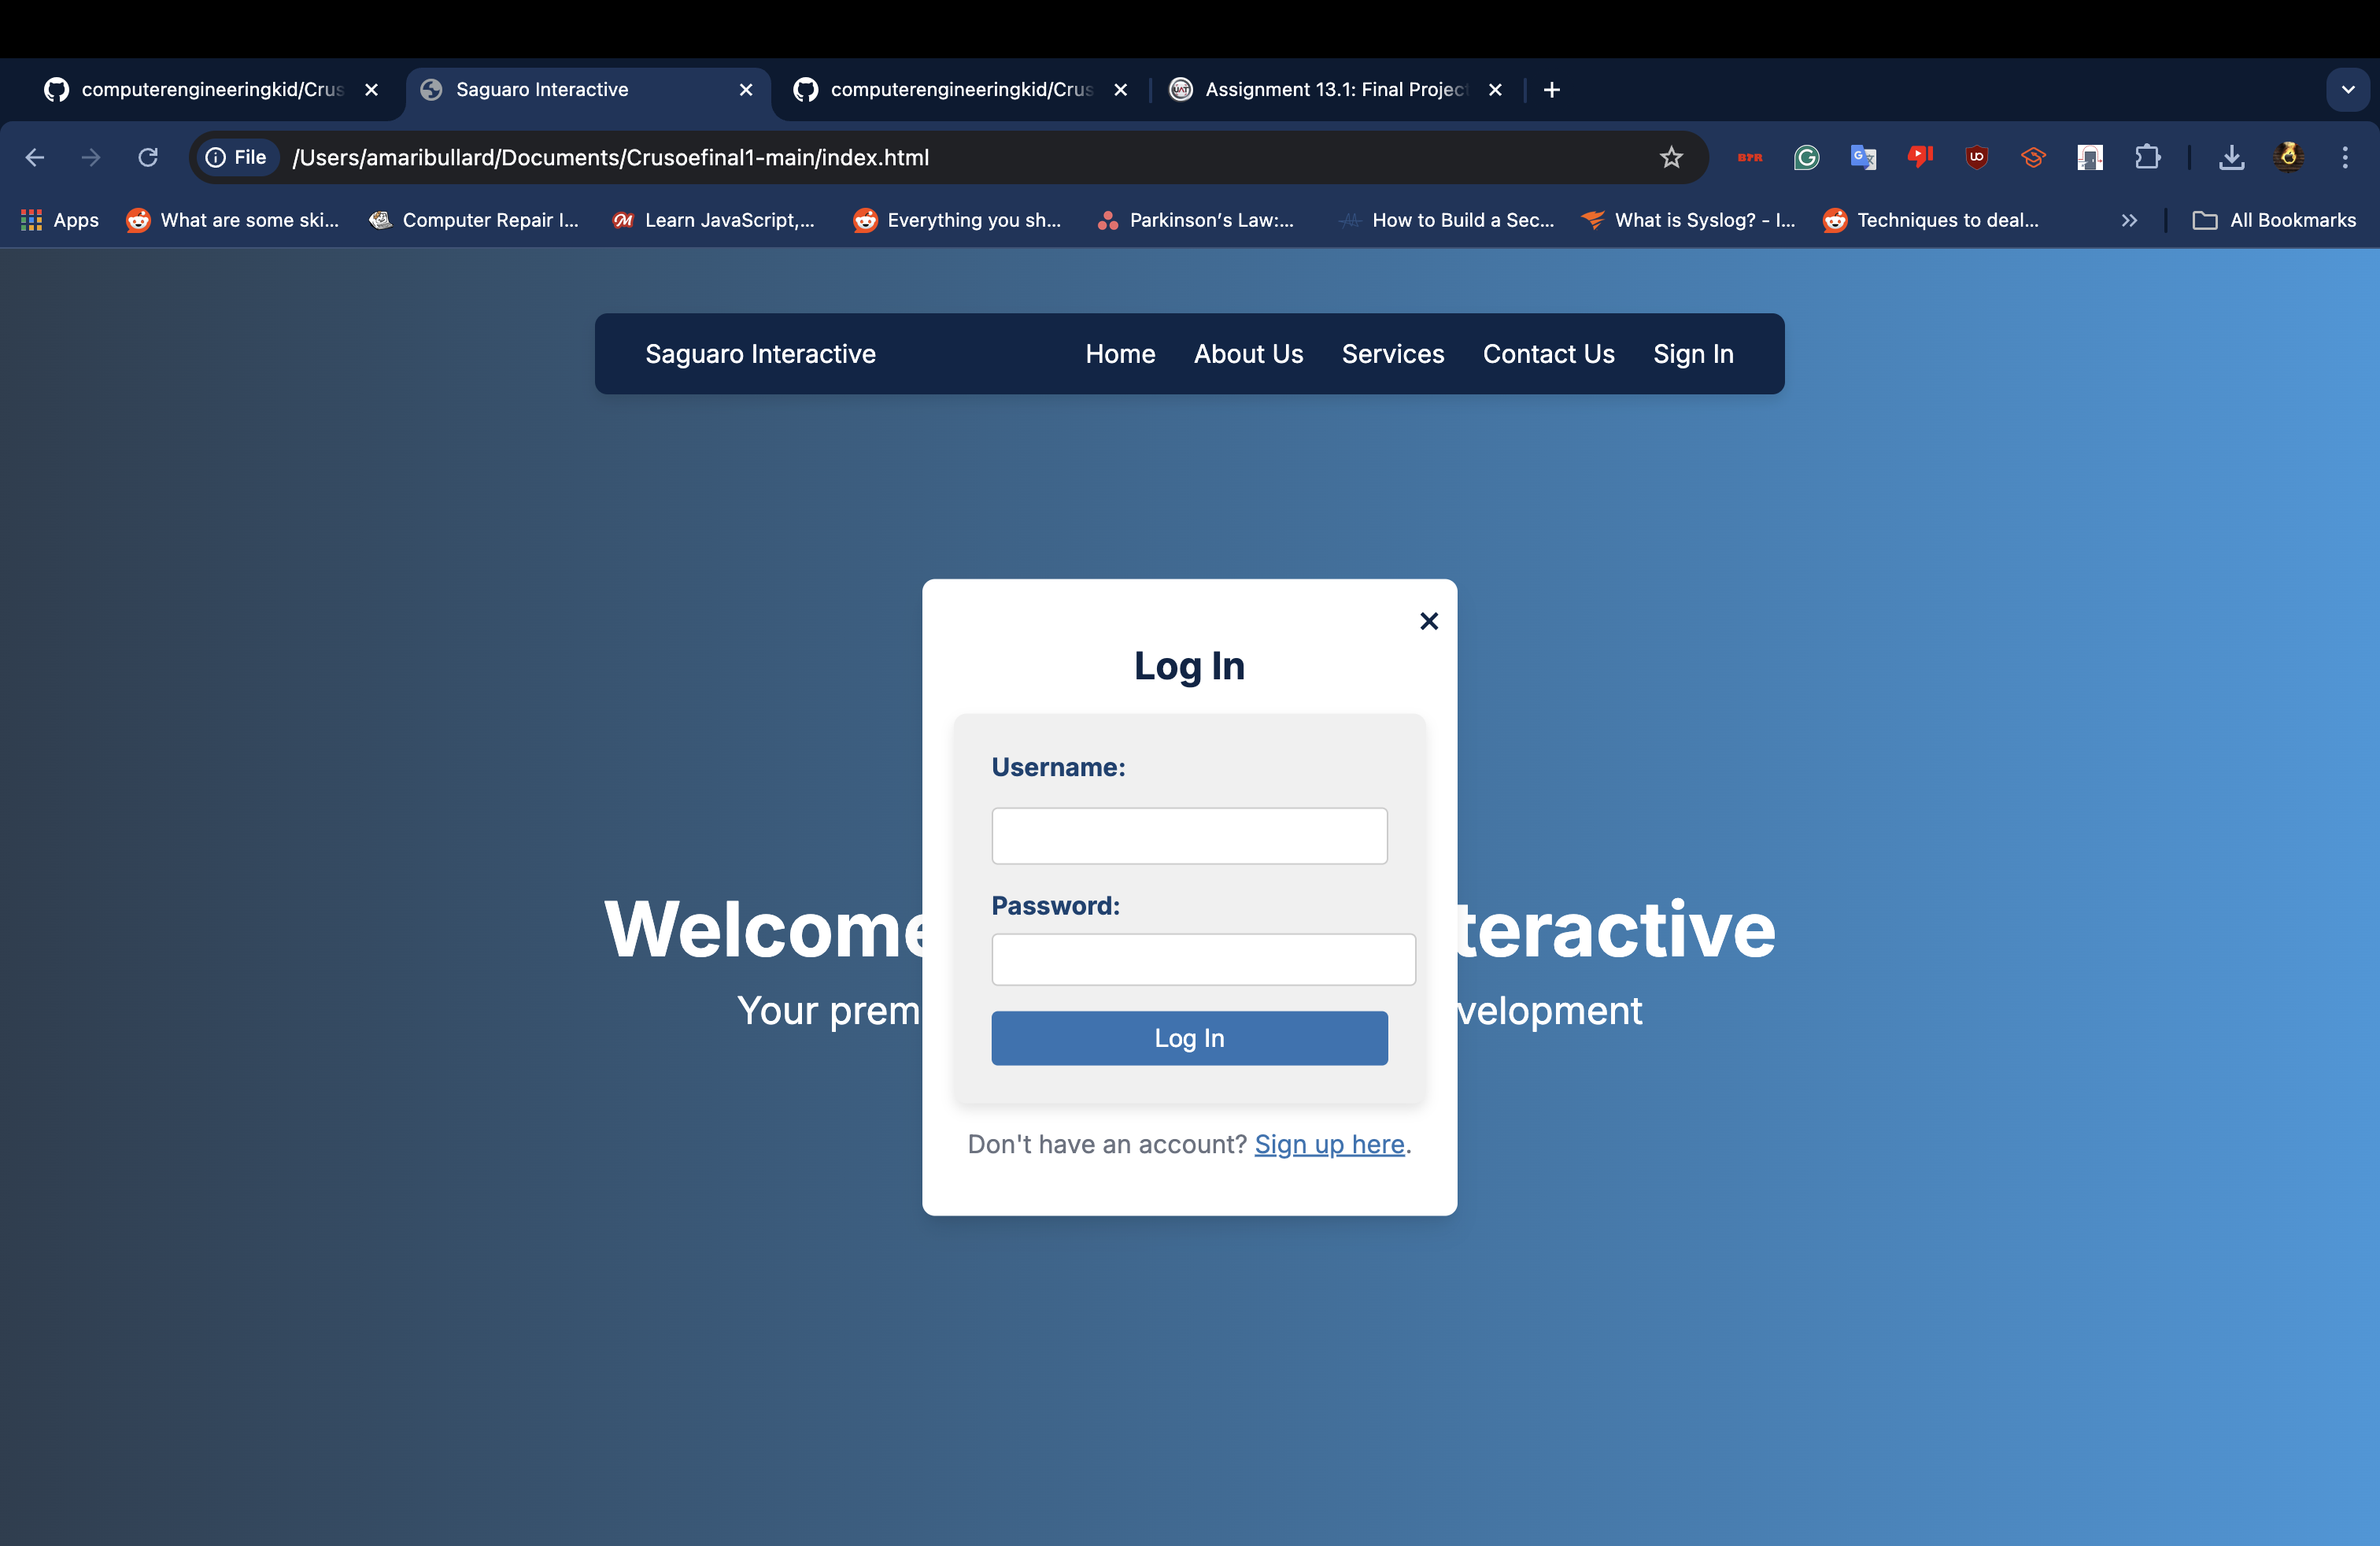 computerengineeringkid/Crus
Saguaro Interactive
computerengineeringkid/Crus
Assignment 13.1: Final Project
File /Users/amaribullard/Documents/Crusoefinal1-main/index.html
Apps
What are some ski...
Computer Repair I...
Learn JavaScript,...
Everything you sh...
Parkinson’s Law:...
How to Build a Sec...
What is Syslog? - I...
Techniques to deal...
All Bookmarks
Saguaro Interactive
Home
About Us
Services
Contact Us
Sign In
Log In
Username:
Password:
Log In
Don't have an account? Sign up here.
Welcome teractive
Your prem velopment